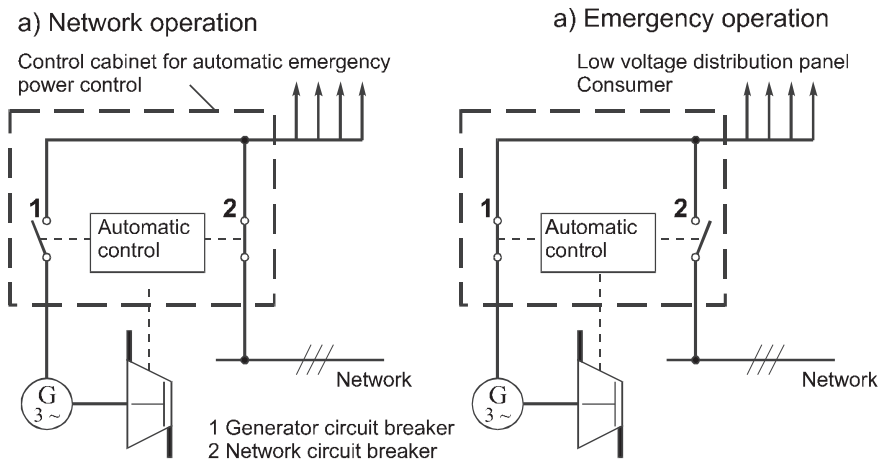 a) Network operation
Control cabinet for automatic emergency
power control
1
2
Automatic
control
G
3 ~
Network
1 Generator circuit breaker
2 Network circuit breaker
a) Emergency operation
Low voltage distribution panel
Consumer
1
2
Automatic
control
G
3 ~
Network